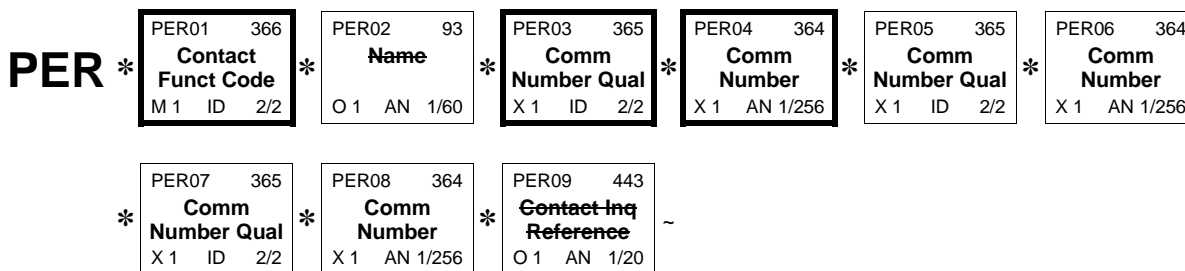 PER01 366 PER02 93 PER03 365 PER04 364 PER05 365 PER06 364
PER * Contact * Name * Comm * Comm * Comm * Comm
Funct Code Number Qual Number Number Qual Number
M 1 ID 2/2 O 1 AN 1/60 X 1 ID 2/2 X 1 AN 1/256 X 1 ID 2/2 X 1 AN 1/256
PER07 365 PER08 364 PER09 443
* Comm * Comm * Contact Inq ~
Number Qual Number Reference
X 1 ID 2/2 X 1 AN 1/256 O 1 AN 1/20